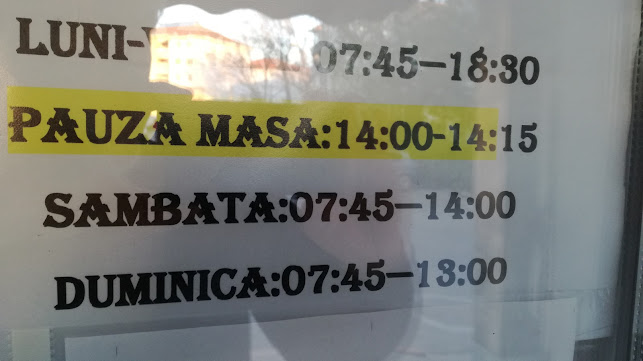 LUNI- 07:45-18:30
PAUZA MASA:14:00-14:15
SAMBATA:07:45-14:00
DUMINICA:07:45-13:00